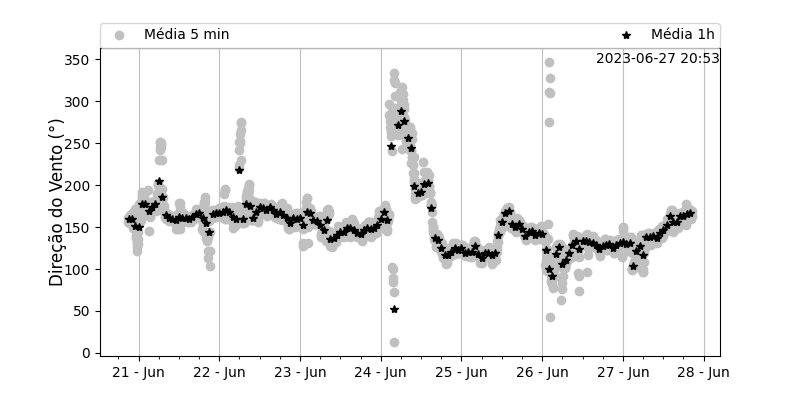 Média 5 min
Média 1h
2023-06-27 20:53
Direção do Vento (°)
350
300
250
200
150
100
50
0
21 - Jun
22 - Jun
23 - Jun
24 - Jun
25 - Jun
26 - Jun
27 - Jun
28 - Jun